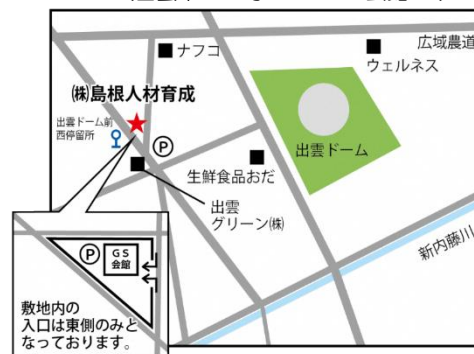 広域農道
ナフコ
ウェルネス
㈱島根人材育成
出雲ドーム前
西停留所
P
出雲ドーム
生鮮食品おだ
出雲
グリーン㈱
新内藤川
P
GS
会館
敷地内の
入口は東側のみと
なっております。